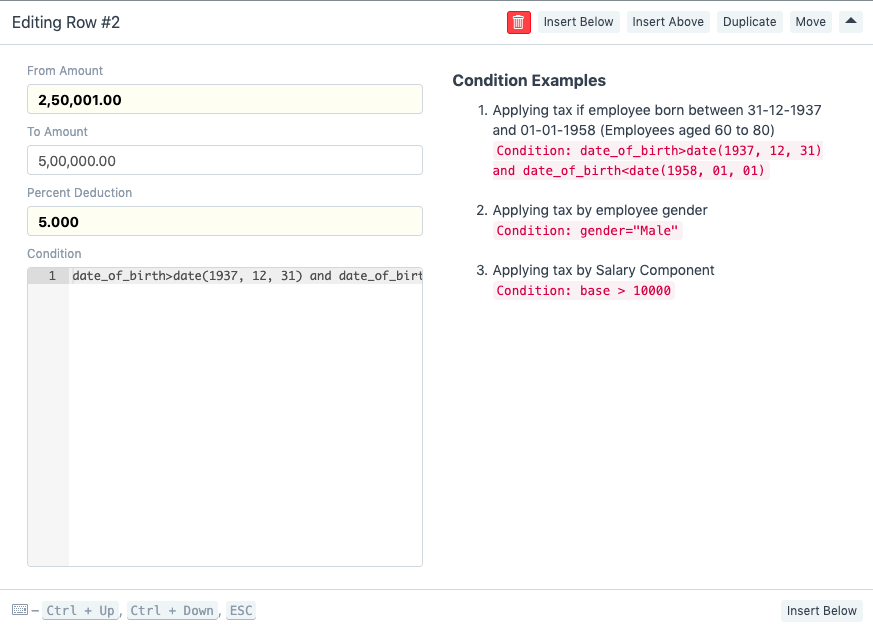 Editing Row #2
Insert Below
Insert Above
Duplicate
Move
From Amount
2,50,001.00
To Amount
5,00,000.00
Percent Deduction
5.000
Condition
1 date_of_birth>date(1937, 12, 31) and date_of_birt
Condition Examples
1. Applying tax if employee born between 31-12-1937
and 01-01-1958 (Employees aged 60 to 80)
Condition: date_of_birth>date(1937, 12, 31)
and date_of_birth<date(1958, 01, 01)
2. Applying tax by employee gender
Condition: gender="Male"
3. Applying tax by Salary Component
Condition: base > 10000
– Ctrl + Up, Ctrl + Down, ESC
Insert Below